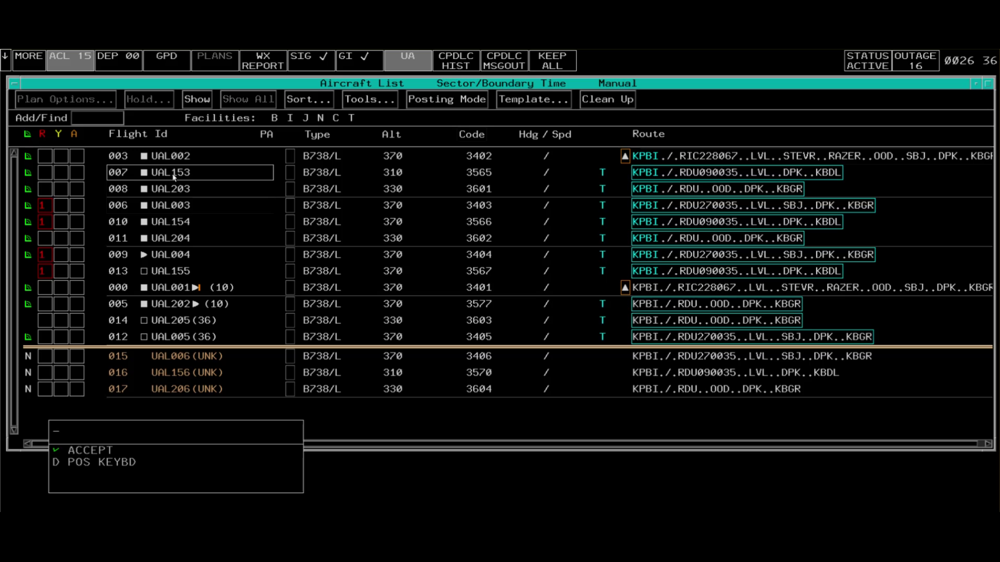 ↓ MORE ACL 15 DEP 00 GPD PLANS WX REPORT SIG ✓ GI ✓ UA CPDLC HIST CPDLC MSGOUT KEEP ALL STATUS ACTIVE OUTAGE 16 0026 36
Aircraft List Sector/Boundary Time Manual
Plan Options... Hold... Show Show All Sort... Tools... Posting Mode Template... Clean Up
Add/Find Facilities: B I J N C T
R Y A Flight Id PA Type Alt Code Hdg / Spd Route
003 ■ UAL002 B738/L 370 3402 / ▲ KPBI./.RIC228067..LVL..STEVR..RAZER..OOD..SBJ..DPK..KBGR
007 ■ UAL153 B738/L 310 3565 / T KPBI./.RDU090035..LVL..DPK..KBDL
008 ■ UAL203 B738/L 330 3601 / T KPBI./.RDU..OOD..DPK..KBGR
1 006 ■ UAL003 B738/L 370 3403 / T KPBI./.RDU270035..LVL..SBJ..DPK..KBGR
1 010 ■ UAL154 B738/L 370 3566 / T KPBI./.RDU090035..LVL..DPK..KBDL
011 ■ UAL204 B738/L 330 3602 / T KPBI./.RDU..OOD..DPK..KBGR
1 009 ▶ UAL004 B738/L 370 3404 / T KPBI./.RDU270035..LVL..SBJ..DPK..KBGR
1 013 □ UAL155 B738/L 370 3567 / T KPBI./.RDU090035..LVL..DPK..KBDL
000 ■ UAL001▶ (10) B738/L 370 3401 / ▲ KPBI./.RIC228067..LVL..STEVR..RAZER..OOD..SBJ..DPK..KBGR
005 ■ UAL202▶ (10) B738/L 370 3577 / T KPBI./.RDU..OOD..DPK..KBGR
014 □ UAL205(36) B738/L 330 3603 / T KPBI./.RDU..OOD..DPK..KBGR
012 □ UAL005(36) B738/L 370 3405 / T KPBI./.RDU270035..LVL..SBJ..DPK..KBGR
N 015 UAL006(UNK) B738/L 370 3406 / KPBI./.RDU270035..LVL..SBJ..DPK..KBGR
N 016 UAL156(UNK) B738/L 310 3570 / KPBI./.RDU090035..LVL..DPK..KBDL
N 017 UAL206(UNK) B738/L 330 3604 / KPBI./.RDU..OOD..DPK..KBGR
_
✓ ACCEPT
D POS KEYBD